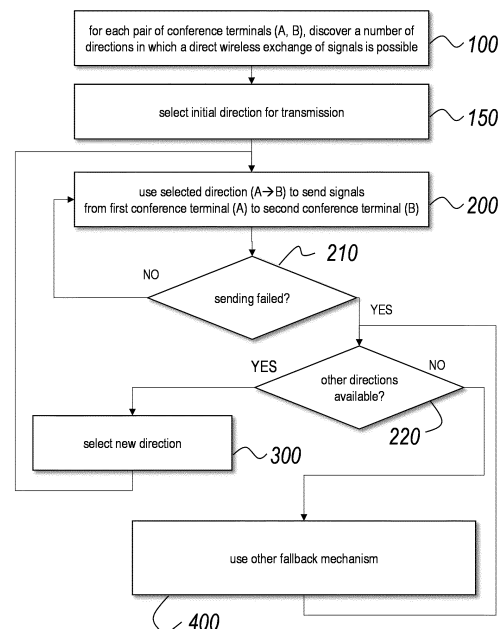 for each pair of conference terminals (A, B), discover a number of
directions in which a direct wireless exchange of signals is possible
100
select initial direction for transmission
150
use selected direction (A→B) to send signals
from first conference terminal (A) to second conference terminal (B)
200
210
NO
sending failed?
YES
YES
NO
other directions
available?
220
select new direction
300
use other fallback mechanism
400